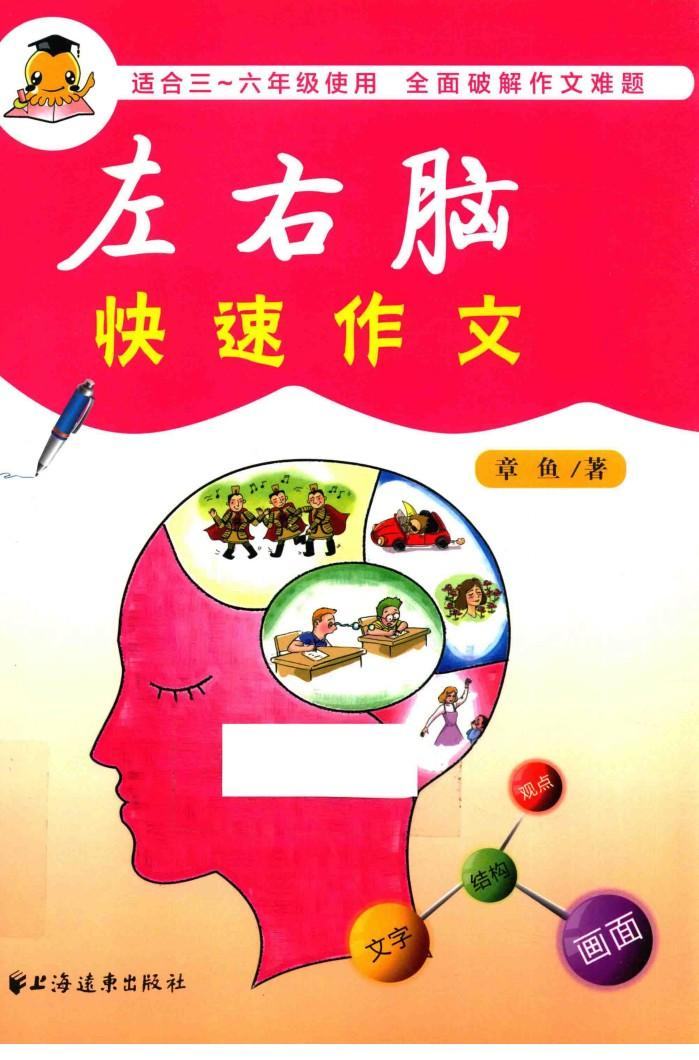 适合三~六年级使用 全面破解作文难题
左右脑
快速作文
章鱼/著
观点
结构
文字
画面
上海遠東出版社